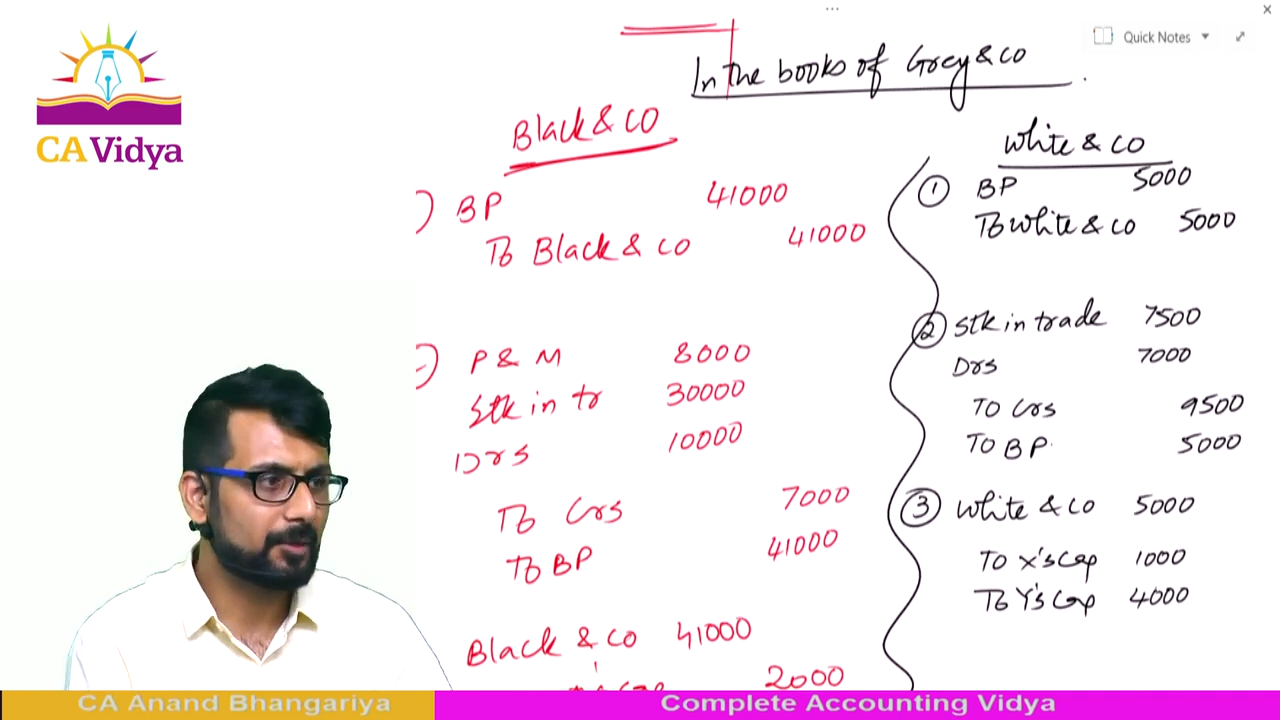 Quick Notes
CA Vidya
In the books of Grey & CO
Black & CO
) BP 41000
To Black & CO 41000
) P & M 8000
Stk in tr 30000
Drs 10000
To Crs 7000
To BP 41000
Black & CO 41000
2000
White & CO
① BP 5000
To White & CO 5000
② Stk in trade 7500
Drs 7000
TO Crs 9500
TO BP 5000
③ White & CO 5000
To X's Cap 1000
To Y's Cap 4000
CA Anand Bhangariya
Complete Accounting Vidya